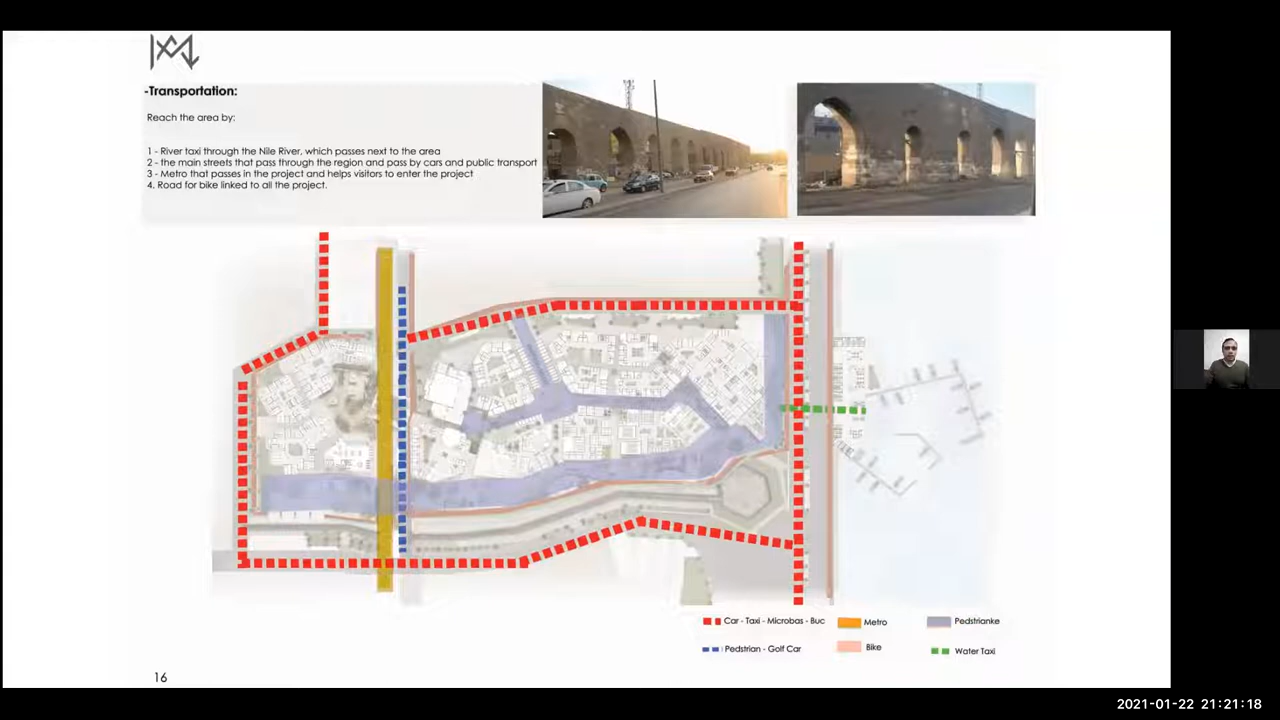 -Transportation:
Reach the area by:
1 - River taxi through the Nile River, which passes next to the area
2 - the main streets that pass through the region and pass by cars and public transport
3 - Metro that passes in the project and helps visitors to enter the project
4. Road for bike linked to all the project.
Car - Taxi - Microbas - Buc
Metro
Pedstrianke
Pedstrian - Golf Car
Bike
Water Taxi
16
2021-01-22 21:21:18